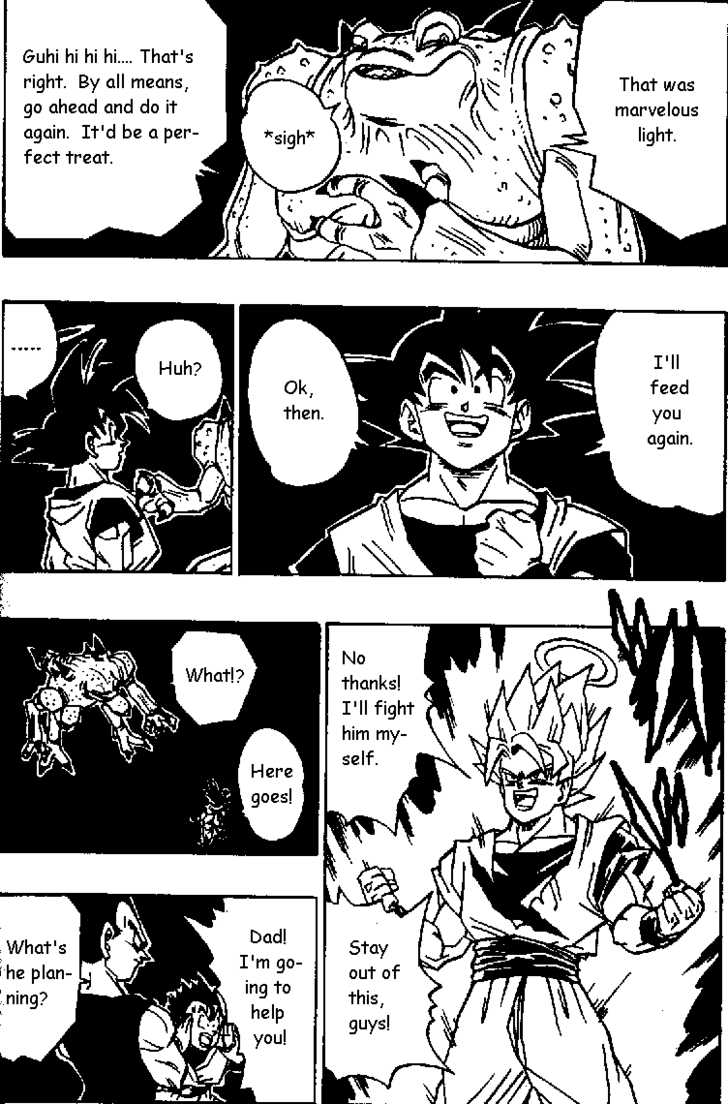 Guhi hi hi hi.... That's
right. By all means,
go ahead and do it
again. It'd be a per-
fect treat.
*sigh*
That was
marvelous
light.
-----
Huh?
Ok,
then.
I'll
feed
you
again.
What!?
Here
goes!
What's
he plan-
ning?
Dad!
I'm go-
ing to
help
you!
No
thanks!
I'll fight
him my-
self.
Stay
out of
this,
guys!